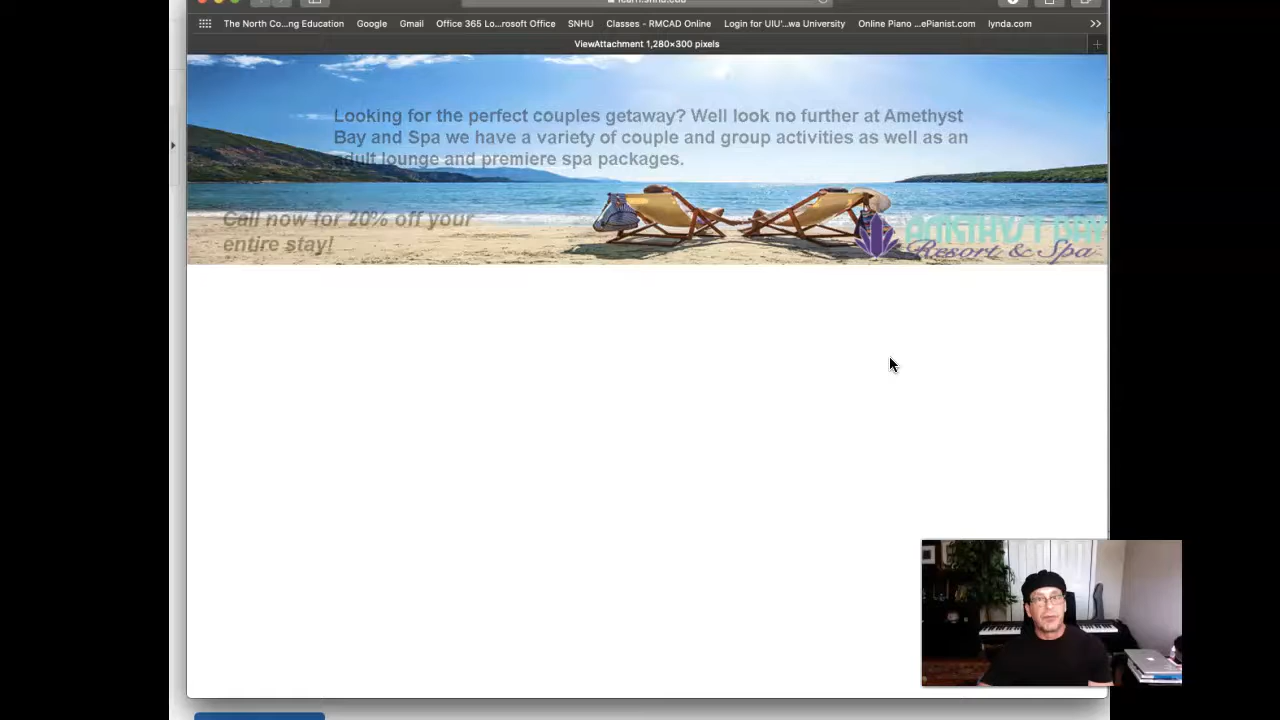 The North Co...ng Education Google Gmail Office 365 Lo...rosoft Office SNHU Classes - RMCAD Online Login for UIU'...wa University Online Piano ...ePianist.com lynda.com
ViewAttachment 1,280×300 pixels
Looking for the perfect couples getaway? Well look no further at Amethyst
Bay and Spa we have a variety of couple and group activities as well as an
adult lounge and premiere spa packages.
Call now for 20% off your
entire stay!
AMETHYST BAY
Resort & Spa